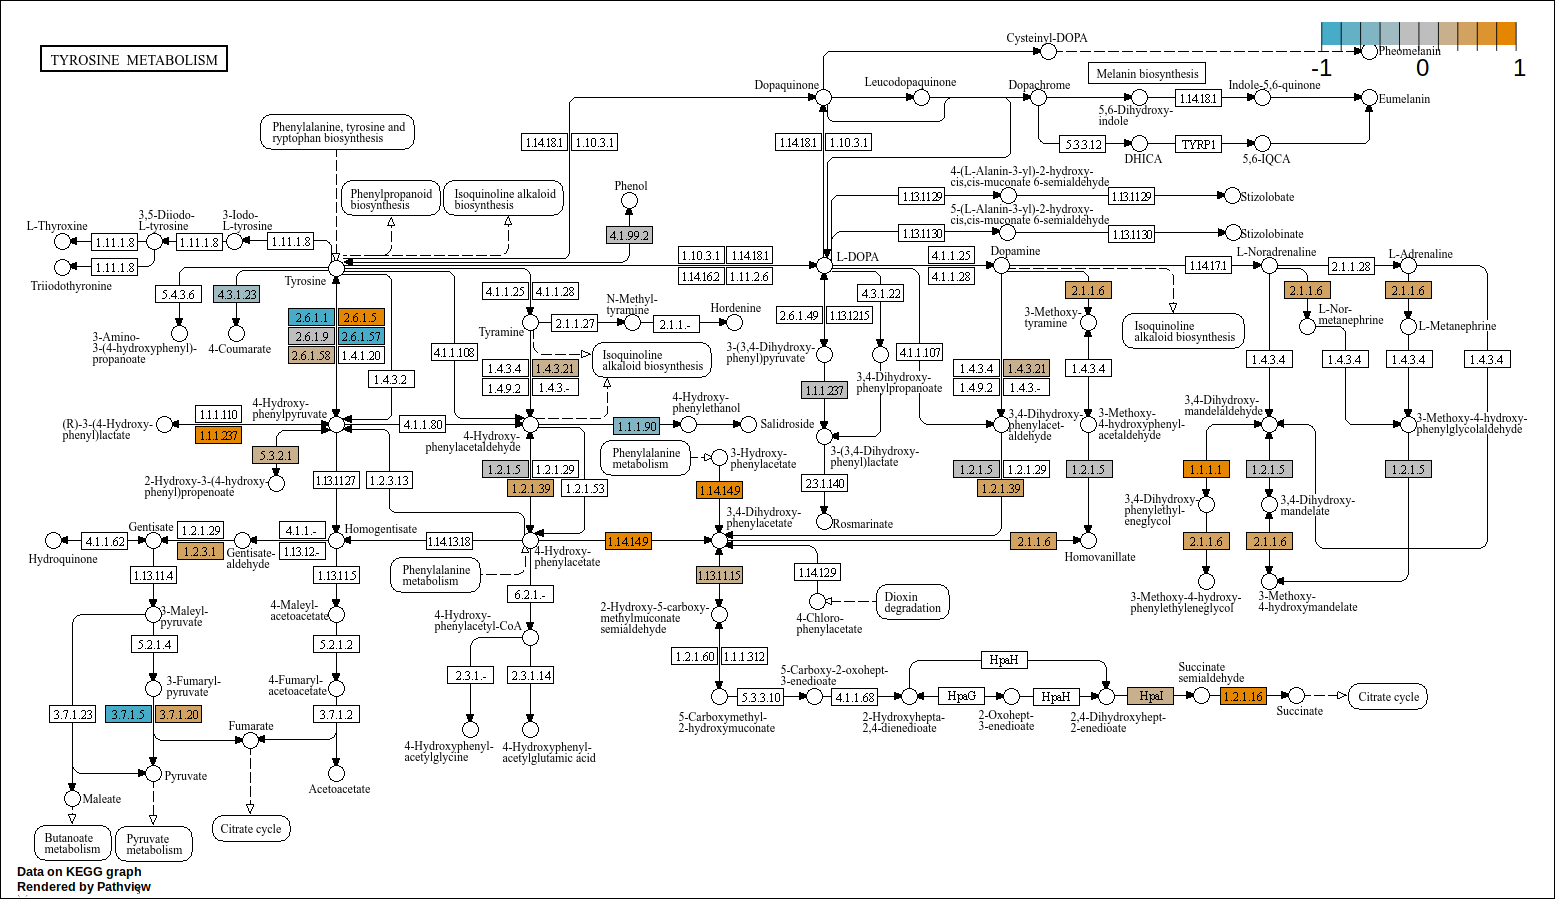 TYROSINE METABOLISM
-1 0 1
Cysteinyl-DOPA
Pheomelanin
Melanin biosynthesis
Dopaquinone
Leucodopaquinone
Dopachrome
5,6-Dihydroxy-
indole
1.14.18.1
Indole-5,6-quinone
Eumelanin
5.3.3.12
DHICA
TYRP1
5,6-IQCA
Phenylalanine, tyrosine and
ryptophan biosynthesis
1.14.18.1 1.10.3.1
1.14.18.1 1.10.3.1
Phenylpropanoid
biosynthesis
Isoquinoline alkaloid
biosynthesis
Phenol
4.1.99.2
4-(L-Alanin-3-yl)-2-hydroxy-
cis,cis-muconate 6-semialdehyde
1.13.11.29
1.13.11.29
Stizolobate
5-(L-Alanin-3-yl)-2-hydroxy-
cis,cis-muconate 6-semialdehyde
1.13.11.30
1.13.11.30
Stizolobinate
L-Thyroxine
3,5-Diiodo-
L-tyrosine
3-Iodo-
L-tyrosine
1.11.1.8
1.11.1.8
1.11.1.8
1.11.1.8
Triiodothyronine
Tyrosine
1.10.3.1 1.14.18.1
1.14.16.2 1.11.2.6
L-DOPA
4.1.1.25
4.1.1.28
Dopamine
1.14.17.1
L-Noradrenaline
2.1.1.28
L-Adrenaline
5.4.3.6
4.3.1.23
3-Amino-
3-(4-hydroxyphenyl)-
propanoate
4-Coumarate
2.6.1.1 2.6.1.5
2.6.1.9 2.6.1.57
2.6.1.58 1.4.1.20
1.4.3.2
4.1.1.25 4.1.1.28
Tyramine
2.1.1.27
N-Methyl-
tyramine
2.1.1.-
Hordenine
4.1.1.108
Isoquinoline
alkaloid biosynthesis
1.4.3.4 1.4.3.21
1.4.9.2 1.4.3.-
2.6.1.49 1.13.12.15
4.3.1.22
3-(3,4-Dihydroxy-
phenyl)pyruvate
3,4-Dihydroxy-
phenylpropanoate
4.1.1.107
1.1.1.237
2.1.1.6
3-Methoxy-
tyramine
Isoquinoline
alkaloid biosynthesis
2.1.1.6
L-Nor-
metanephrine
2.1.1.6
L-Metanephrine
1.4.3.4 1.4.3.21
1.4.9.2 1.4.3.-
1.4.3.4
1.4.3.4
1.4.3.4
1.4.3.4
1.4.3.4
(R)-3-(4-Hydroxy-
phenyl)lactate
1.1.1.110
1.1.1.237
4-Hydroxy-
phenylpyruvate
4.1.1.80
4-Hydroxy-
phenylacetaldehyde
1.1.1.90
4-Hydroxy-
phenylethanol
Salidroside
3-(3,4-Dihydroxy-
phenyl)lactate
3,4-Dihydroxy-
phenylacet-
aldehyde
3-Methoxy-
4-hydroxyphenyl-
acetaldehyde
3,4-Dihydroxy-
mandelaldehyde
3-Methoxy-4-hydroxy-
phenylglycolaldehyde
5.3.2.1
2-Hydroxy-3-(4-hydroxy-
phenyl)propenoate
1.13.11.27
1.2.3.13
1.2.1.5 1.2.1.29
1.2.1.39 1.2.1.53
Phenylalanine
metabolism
3-Hydroxy-
phenylacetate
1.14.14.9
3,4-Dihydroxy-
phenylacetate
2.3.1.140
Rosmarinate
1.2.1.5 1.2.1.29
1.2.1.39
1.2.1.5
1.1.1.1
1.2.1.5
1.2.1.5
3,4-Dihydroxy-
phenylethyl-
eneglycol
3,4-Dihydroxy-
mandelate
Hydroquinone
4.1.1.62
Gentisate
1.2.1.29
1.2.3.1
Gentisate-
aldehyde
4.1.1.-
1.13.12.-
Homogentisate
1.14.13.18
4-Hydroxy-
phenylacetate
1.14.14.9
2.1.1.6
Homovanillate
2.1.1.6
2.1.1.6
Phenylalanine
metabolism
1.13.11.4
1.13.11.5
1.13.11.15
1.14.12.9
4-Chloro-
phenylacetate
Dioxin
degradation
3-Methoxy-4-hydroxy-
phenylethyleneglycol
3-Methoxy-
4-hydroxymandelate
3-Maleyl-
pyruvate
4-Maleyl-
acetoacetate
6.2.1.-
4-Hydroxy-
phenylacetyl-CoA
2-Hydroxy-5-carboxy-
methylmuconate
semialdehyde
5.2.1.4
5.2.1.2
2.3.1.-
2.3.1.14
1.2.1.60 1.1.1.312
3-Fumaryl-
pyruvate
4-Fumaryl-
acetoacetate
5-Carboxymethyl-
2-hydroxymuconate
5.3.3.10
5-Carboxy-2-oxohept-
3-enedioate
4.1.1.68
2-Hydroxyhepta-
2,4-dienedioate
HpaH
HpaG
2-Oxohept-
3-enedioate
HpaH
2,4-Dihydroxyhept-
2-enedioate
HpaI
Succinate
semialdehyde
1.2.1.16
Succinate
Citrate cycle
3.7.1.23
3.7.1.5 3.7.1.20
3.7.1.2
Fumarate
4-Hydroxyphenyl-
acetylglycine
4-Hydroxyphenyl-
acetylglutamic acid
Pyruvate
Acetoacetate
Maleate
Butanoate
metabolism
Pyruvate
metabolism
Citrate cycle
Data on KEGG graph
Rendered by Pathview